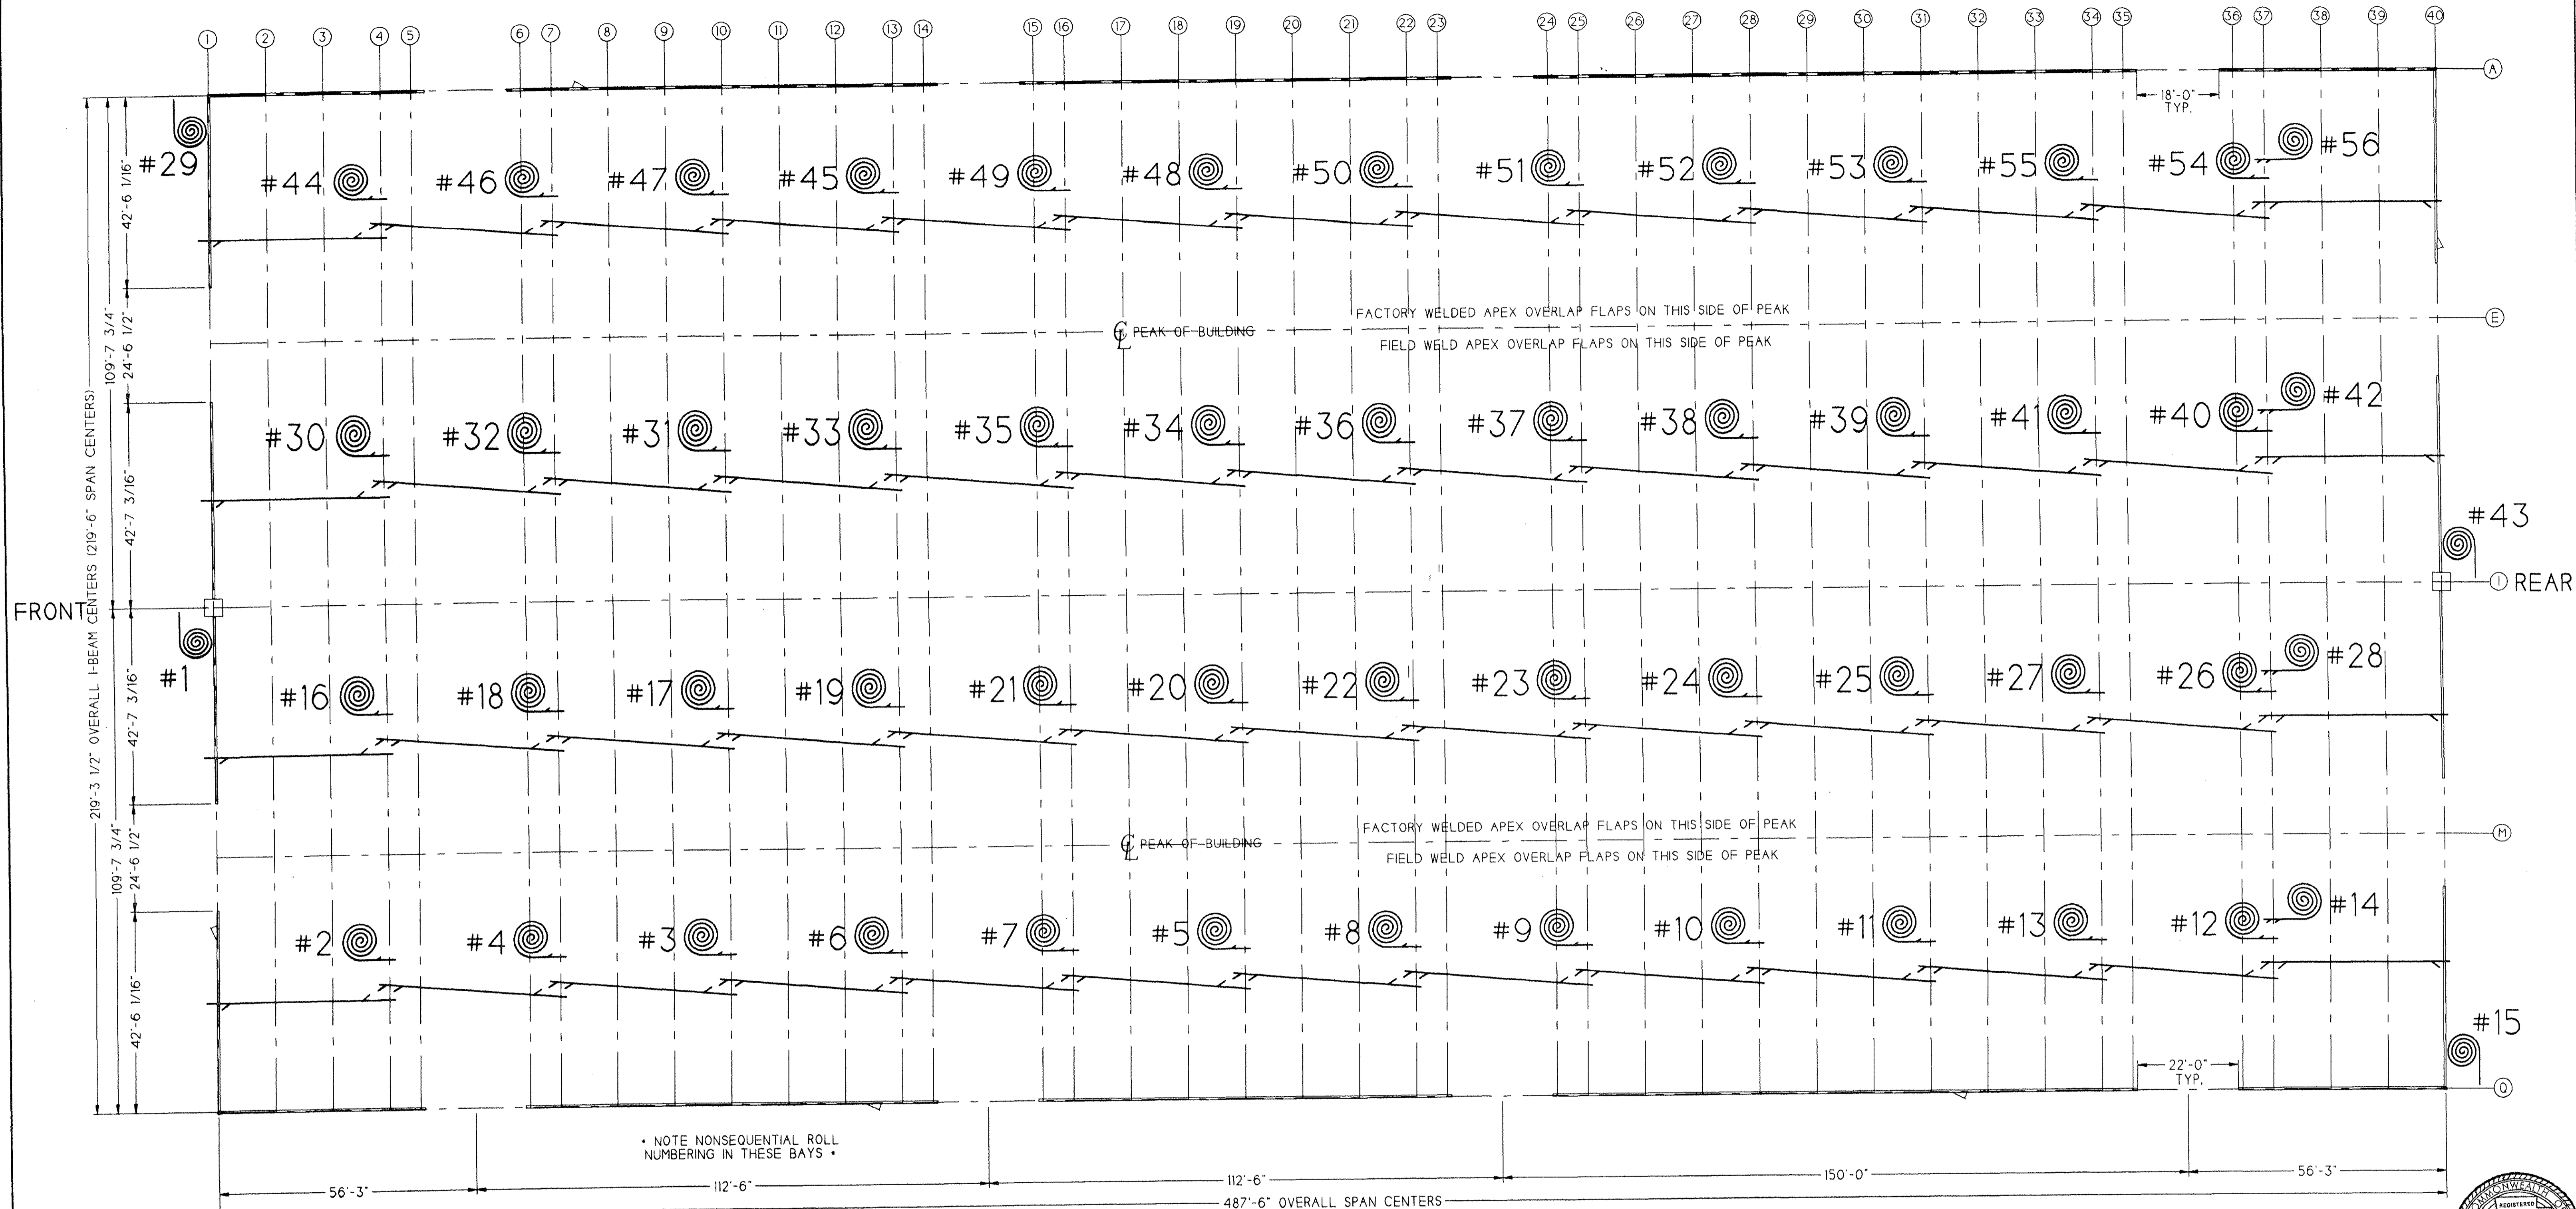 1 2 3 4 5 6 7 8 9 10 11 12 13 14 15 16 17 18 19 20 21 22 23 24 25 26 27 28 29 30 31 32 33 34 35 36 37 38 39 40
A
18'-0"
TYP.
#29
#44 #46 #47 #45 #49 #48 #50 #51 #52 #53 #55 #54 #56
42'-6 1/16"
FACTORY WELDED APEX OVERLAP FLAPS ON THIS SIDE OF PEAK
CL PEAK OF BUILDING
E
FIELD WELD APEX OVERLAP FLAPS ON THIS SIDE OF PEAK
24'-6 1/2"
109'-7 3/4"
219'-3 1/2" OVERALL I-BEAM CENTERS (219'-6" SPAN CENTERS)
#30 #32 #31 #33 #35 #34 #36 #37 #38 #39 #41 #40 #42
42'-7 3/16"
#43
FRONT
I REAR
#1
#16 #18 #17 #19 #21 #20 #22 #23 #24 #25 #27 #26 #28
42'-7 3/16"
FACTORY WELDED APEX OVERLAP FLAPS ON THIS SIDE OF PEAK
CL PEAK OF BUILDING
M
FIELD WELD APEX OVERLAP FLAPS ON THIS SIDE OF PEAK
24'-6 1/2"
109'-7 3/4"
#2 #4 #3 #6 #7 #5 #8 #9 #10 #11 #13 #12 #14
42'-6 1/16"
#15
22'-0"
TYP.
Q
* NOTE NONSEQUENTIAL ROLL
NUMBERING IN THESE BAYS *
56'-3" 112'-6" 112'-6" 150'-0" 56'-3"
487'-6" OVERALL SPAN CENTERS
COMMONWEALTH
REGISTERED